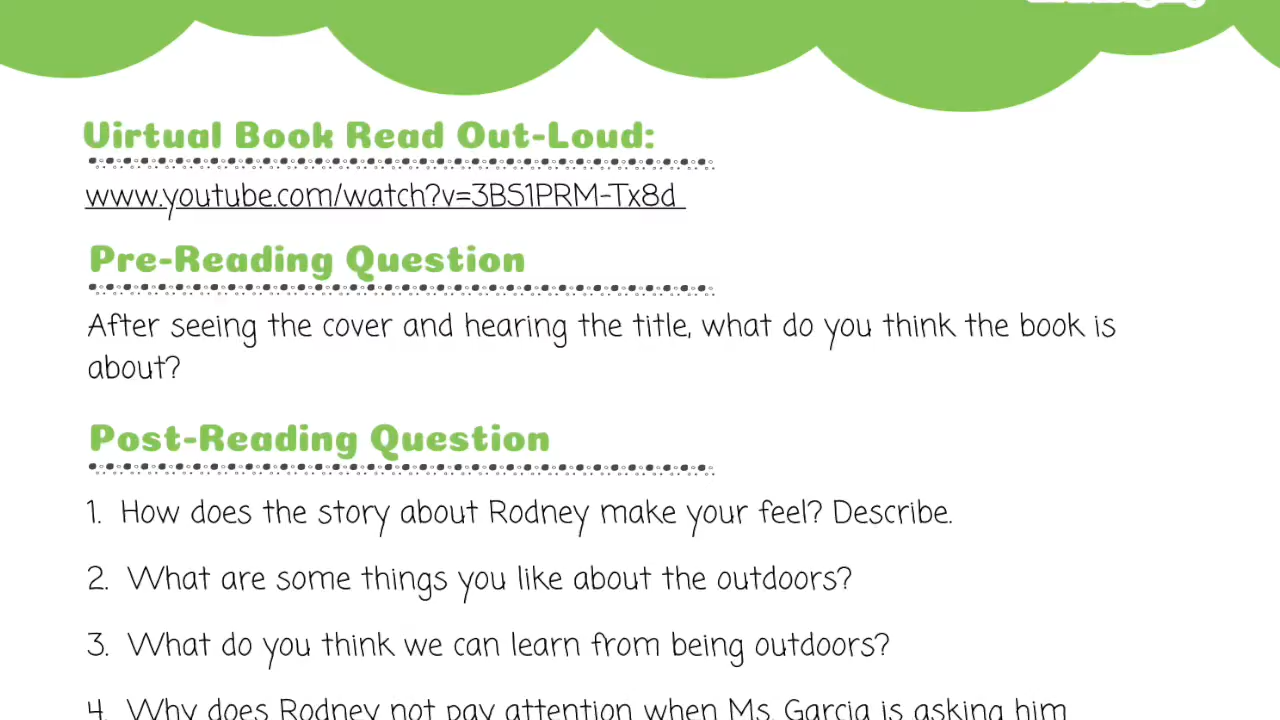 Virtual Book Read Out-Loud:
www.youtube.com/watch?v=3BS1PRM-Tx8d
Pre-Reading Question
After seeing the cover and hearing the title, what do you think the book is
about?
Post-Reading Question
1. How does the story about Rodney make your feel? Describe.
2. What are some things you like about the outdoors?
3. What do you think we can learn from being outdoors?
4. Why does Rodney not pay attention when Ms. Garcia is asking him